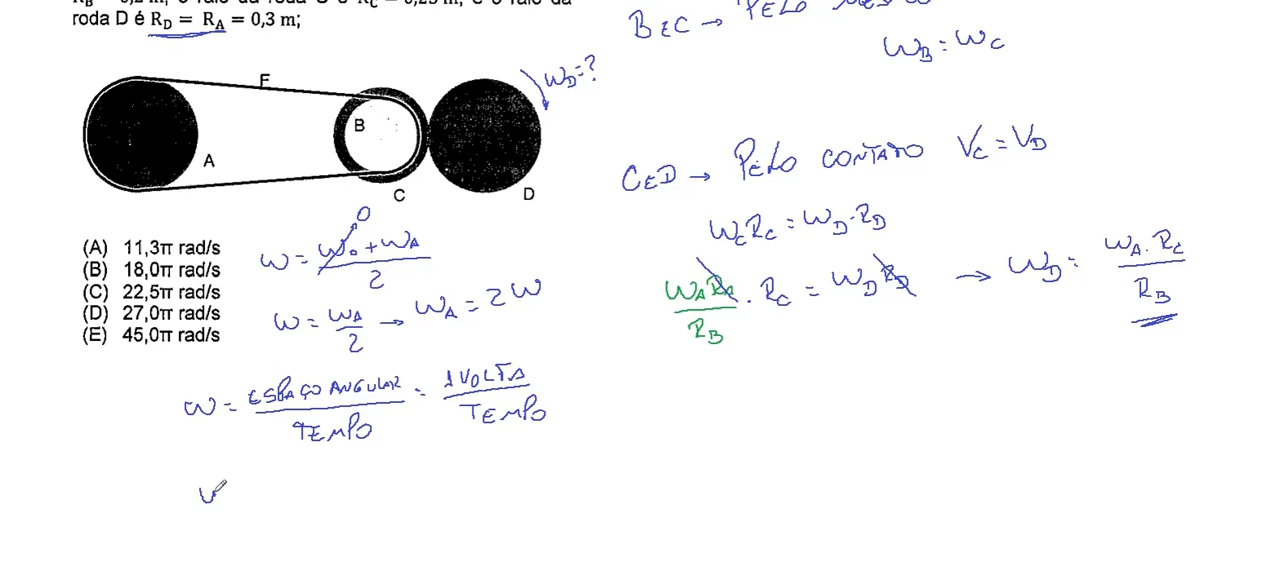 roda D é R_D = R_A = 0,3 m;
F
B
A
C
D
(A) 11,3π rad/s
(B) 18,0π rad/s
(C) 22,5π rad/s
(D) 27,0π rad/s
(E) 45,0π rad/s
ω_D = ?
B E C →
ω_B = ω_C
C E D → PELO CONTATO V_C = V_D
ω_C R_C = ω_D · R_D
ω_A R_A / R_B · R_C = ω_D R_D → ω_D = ω_A · R_C / R_B
0
ω = ω_0 + ω_A / 2
ω = ω_A / 2 → ω_A = 2ω
ω = ESPAÇO ANGULAR / TEMPO = 1 VOLTA / TEMPO